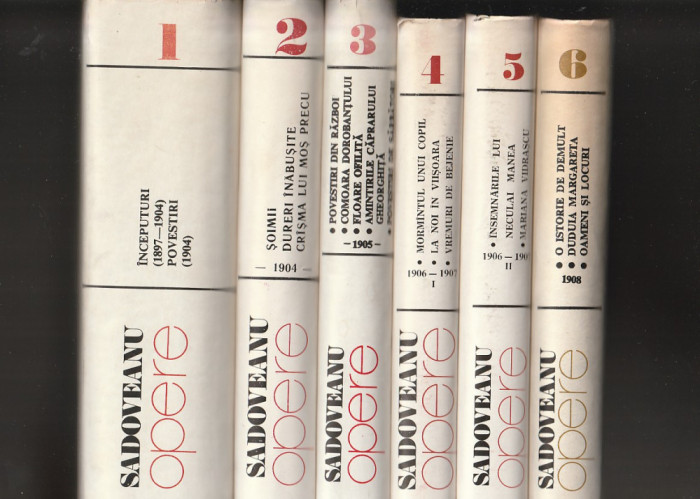 1
ÎNCEPUTURI
(1897—1904)
POVESTIRI
(1904)
SADOVEANU
opere
2
ŞOIMII
DURERI ÎNĂBUŞITE
CRÎŞMA LUI MOŞ PRECU
— 1904 —
SADOVEANU
opere
3
• POVESTIRI DIN RĂZBOI
• COMOARA DOROBANŢULUI
• FLOARE OFILITĂ
• AMINTIRILE CĂPRARULUI
GHEORGHIŢĂ
— 1905 —
SADOVEANU
opere
4
• MORMÎNTUL UNUI COPIL
• LA NOI ÎN VIIŞOARA
• VREMURI DE BEJENIE
1906 — 1907
I
SADOVEANU
opere
5
• ÎNSEMNĂRILE LUI
NECULAI MANEA
• MARIANA VIDRAŞCU
1906 — 190
II
SADOVEANU
opere
6
• O ISTORIE DE DEMULT
• DUDUIA MARGARETA
• OAMENI ŞI LOCURI
1908
SADOVEANU
opere